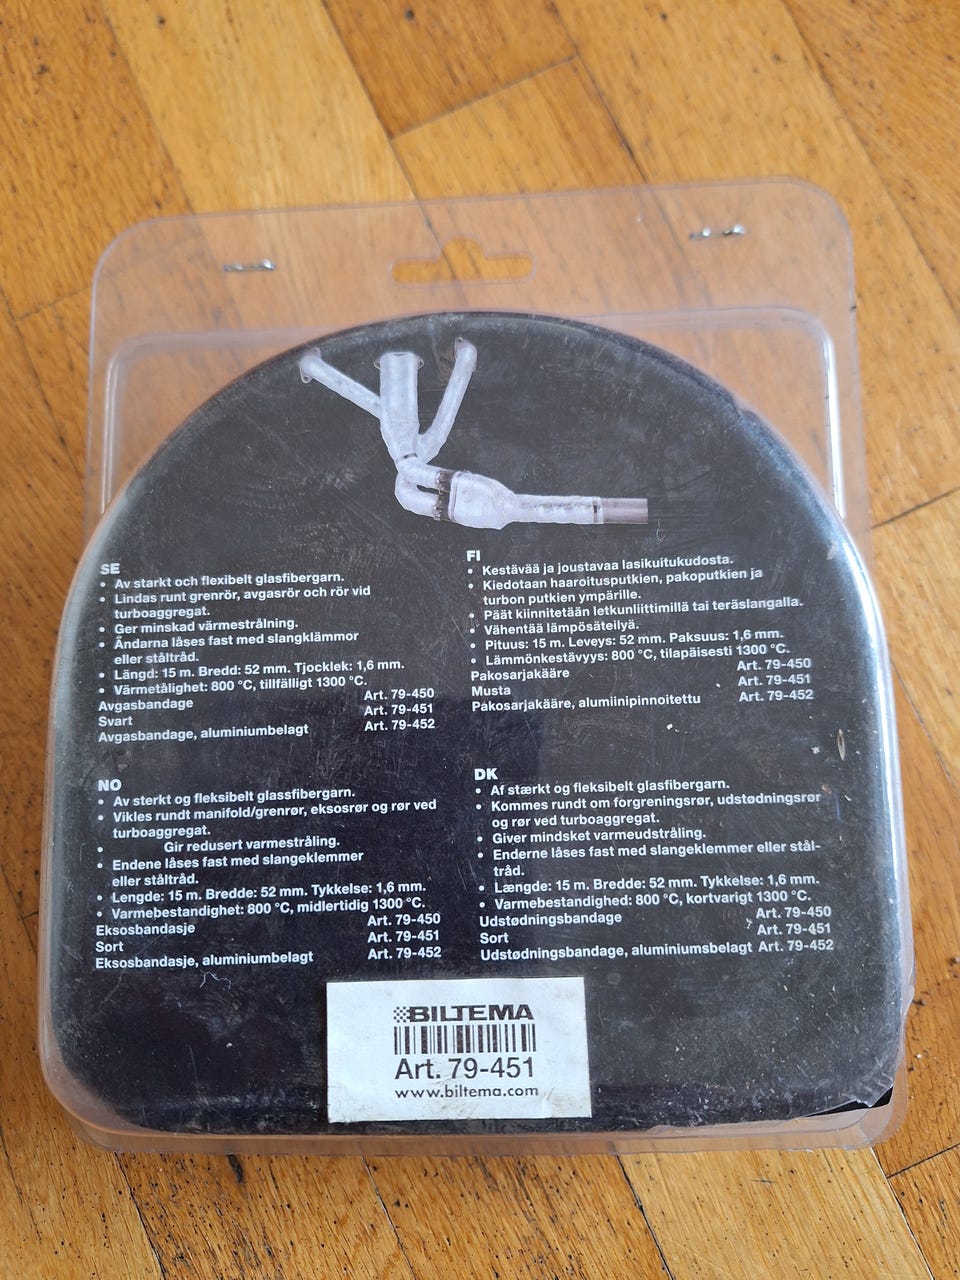 SE
• Av starkt och flexibelt glasfibergarn.
• Lindas runt grenrör, avgasrör och rör vid
turboaggregat.
• Ger minskad värmestrålning.
• Ändarna låses fast med slangklämmor
eller ståltråd.
• Längd: 15 m. Bredd: 52 mm. Tjocklek: 1,6 mm.
• Värmetålighet: 800 °C, tillfälligt 1300 °C.
Avgasbandage Art. 79-450
Svart Art. 79-451
Avgasbandage, aluminiumbelagt Art. 79-452
FI
• Kestävää ja joustavaa lasikuitukudosta.
• Kiedotaan haaroitusputkien, pakoputkien ja
turbon putkien ympärille.
• Päät kiinnitetään letkunliittimillä tai teräslangalla.
• Vähentää lämpösäteilyä.
• Pituus: 15 m. Leveys: 52 mm. Paksuus: 1,6 mm.
• Lämmönkestävyys: 800 °C, tilapäisesti 1300 °C.
Pakosarjakääre Art. 79-450
Musta Art. 79-451
Pakosarjakääre, alumiinipinnoitettu Art. 79-452
NO
• Av sterkt og fleksibelt glassfibergarn.
• Vikles rundt manifold/grenrør, eksosrør og rør ved
turboaggregat.
• Gir redusert varmestråling.
• Endene låses fast med slangeklemmer
eller ståltråd.
• Lengde: 15 m. Bredde: 52 mm. Tykkelse: 1,6 mm.
• Varmebestandighet: 800 °C, midlertidig 1300 °C.
Eksosbandasje Art. 79-450
Sort Art. 79-451
Eksosbandasje, aluminiumbelagt Art. 79-452
DK
• Af stærkt og fleksibelt glasfibergarn.
• Kommes rundt om forgreningsrør, udstødningsrør
og rør ved turboaggregat.
• Giver mindsket varmeudstråling.
• Enderne låses fast med slangeklemmer eller stål-
tråd.
• Længde: 15 m. Bredde: 52 mm. Tykkelse: 1,6 mm.
• Varmebestandighed: 800 °C, kortvarigt 1300 °C.
Udstødningsbandage Art. 79-450
Sort Art. 79-451
Udstødningsbandage, aluminiumsbelagt Art. 79-452
BILTEMA
Art. 79-451
www.biltema.com